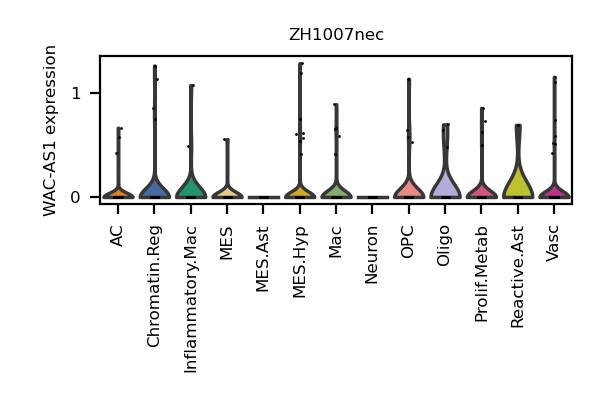 ZH1007nec
WAC-AS1 expression
1
0
AC
Chromatin.Reg
Inflammatory.Mac
MES
MES.Ast
MES.Hyp
Mac
Neuron
OPC
Oligo
Prolif.Metab
Reactive.Ast
Vasc